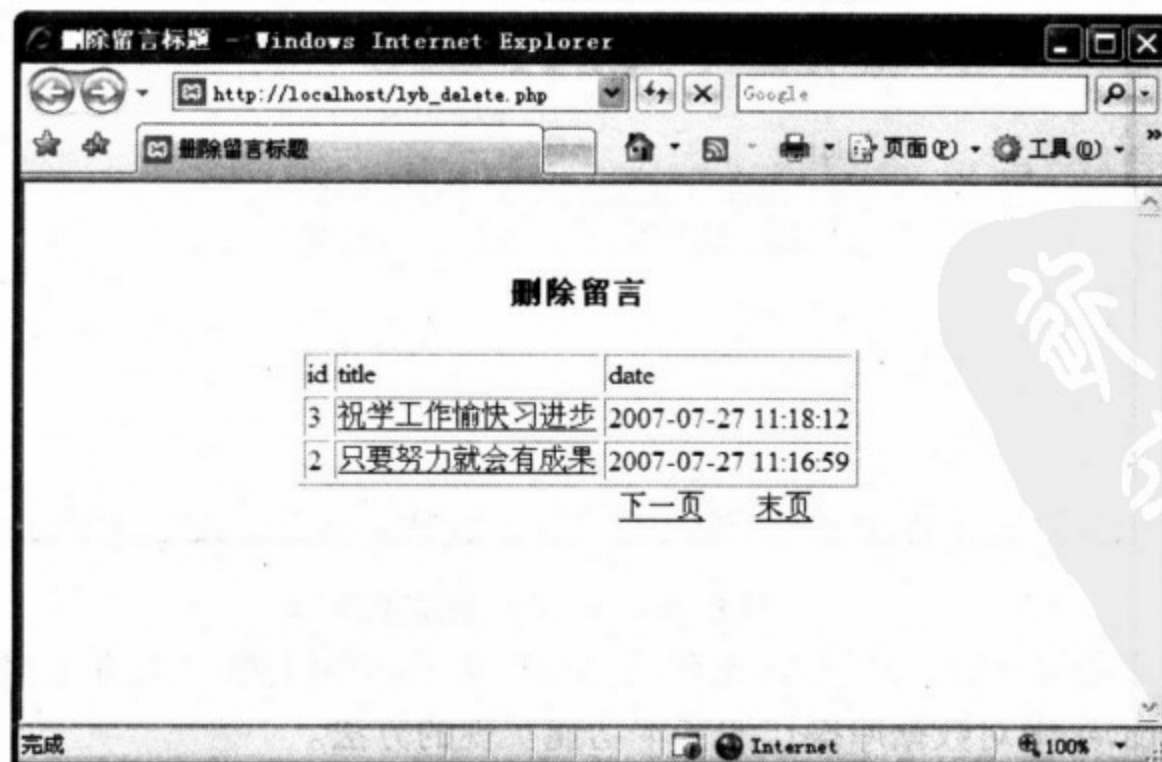 删除留言标题 - Windows Internet Explorer
http://localhost/lyb_delete.php
Google
删除留言标题
页面(P)
工具(O)
删除留言
id title date
3 祝学工作愉快习进步 2007-07-27 11:18:12
2 只要努力就会有成果 2007-07-27 11:16:59
下一页 末页
完成
Internet
100%